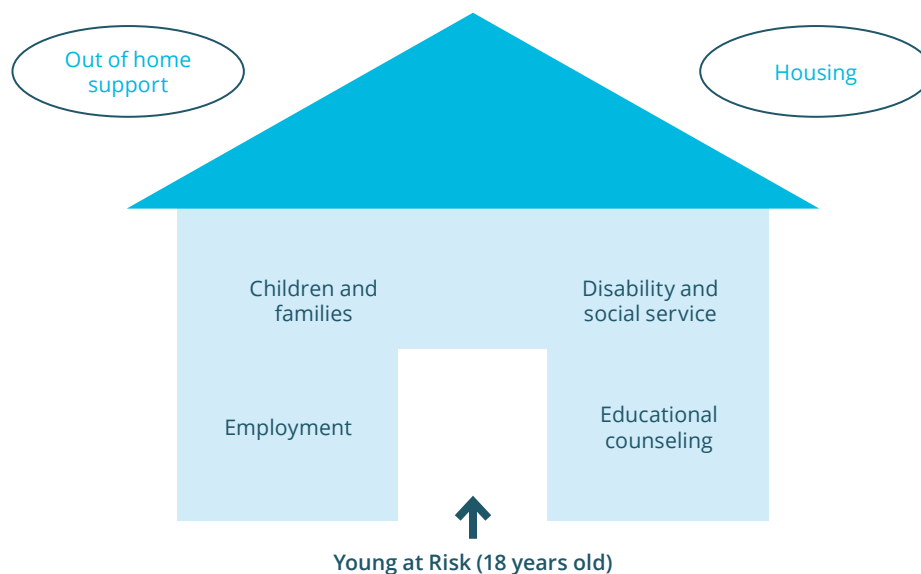 Out of home
support
Housing
Children and
families
Disability and
social service
Employment
Educational
counseling
Young at Risk (18 years old)